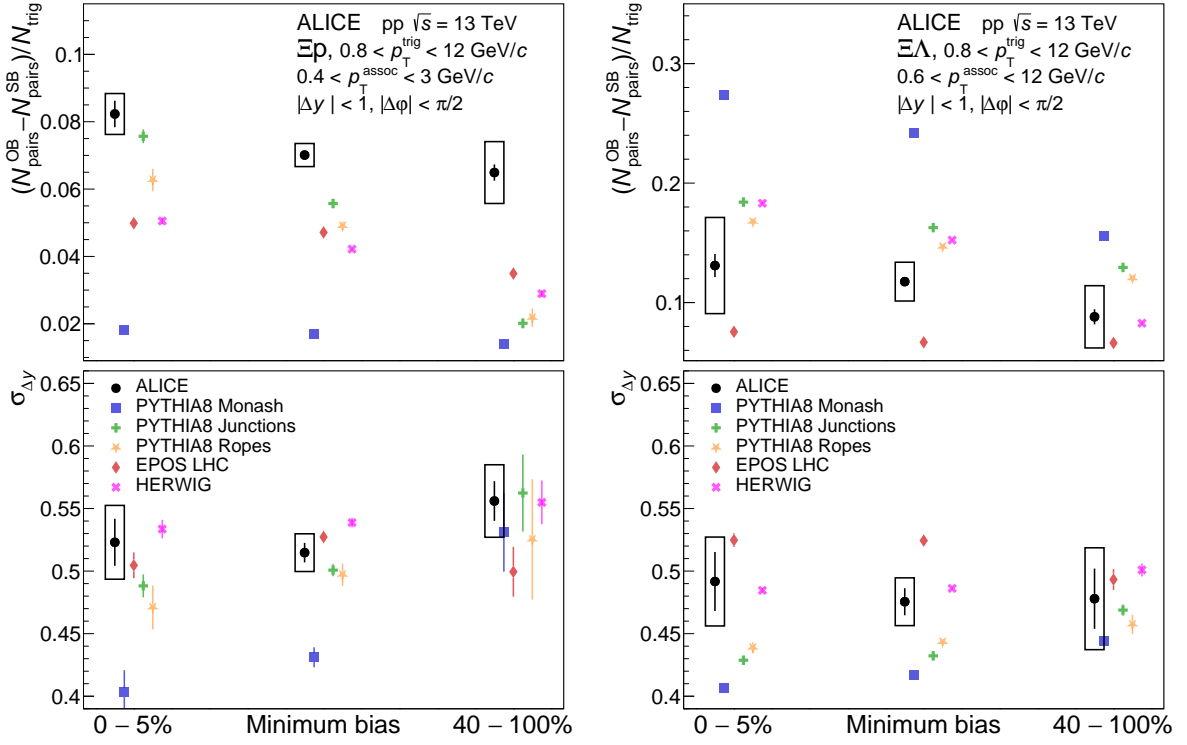 (N_pairs^OB − N_pairs^SB)/N_trig
0.1
0.08
0.06
0.04
0.02
ALICE pp √s = 13 TeV
Ξp, 0.8 < p_T^trig < 12 GeV/c
0.4 < p_T^assoc < 3 GeV/c
|Δy | < 1, |Δφ| < π/2
(N_pairs^OB − N_pairs^SB)/N_trig
0.3
0.2
0.1
ALICE pp √s = 13 TeV
ΞΛ, 0.8 < p_T^trig < 12 GeV/c
0.6 < p_T^assoc < 12 GeV/c
|Δy | < 1, |Δφ| < π/2
σ_Δy
0.65
0.6
0.55
0.5
0.45
0.4
ALICE
PYTHIA8 Monash
PYTHIA8 Junctions
PYTHIA8 Ropes
EPOS LHC
HERWIG
0 − 5% Minimum bias 40 − 100%
σ_Δy
0.65
0.6
0.55
0.5
0.45
0.4
ALICE
PYTHIA8 Monash
PYTHIA8 Junctions
PYTHIA8 Ropes
EPOS LHC
HERWIG
0 − 5% Minimum bias 40 − 100%